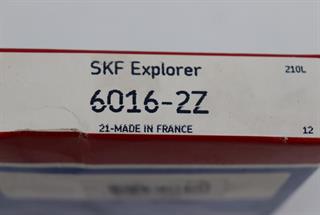 SKF Explorer
210L
6016-2Z
21-MADE IN FRANCE
12